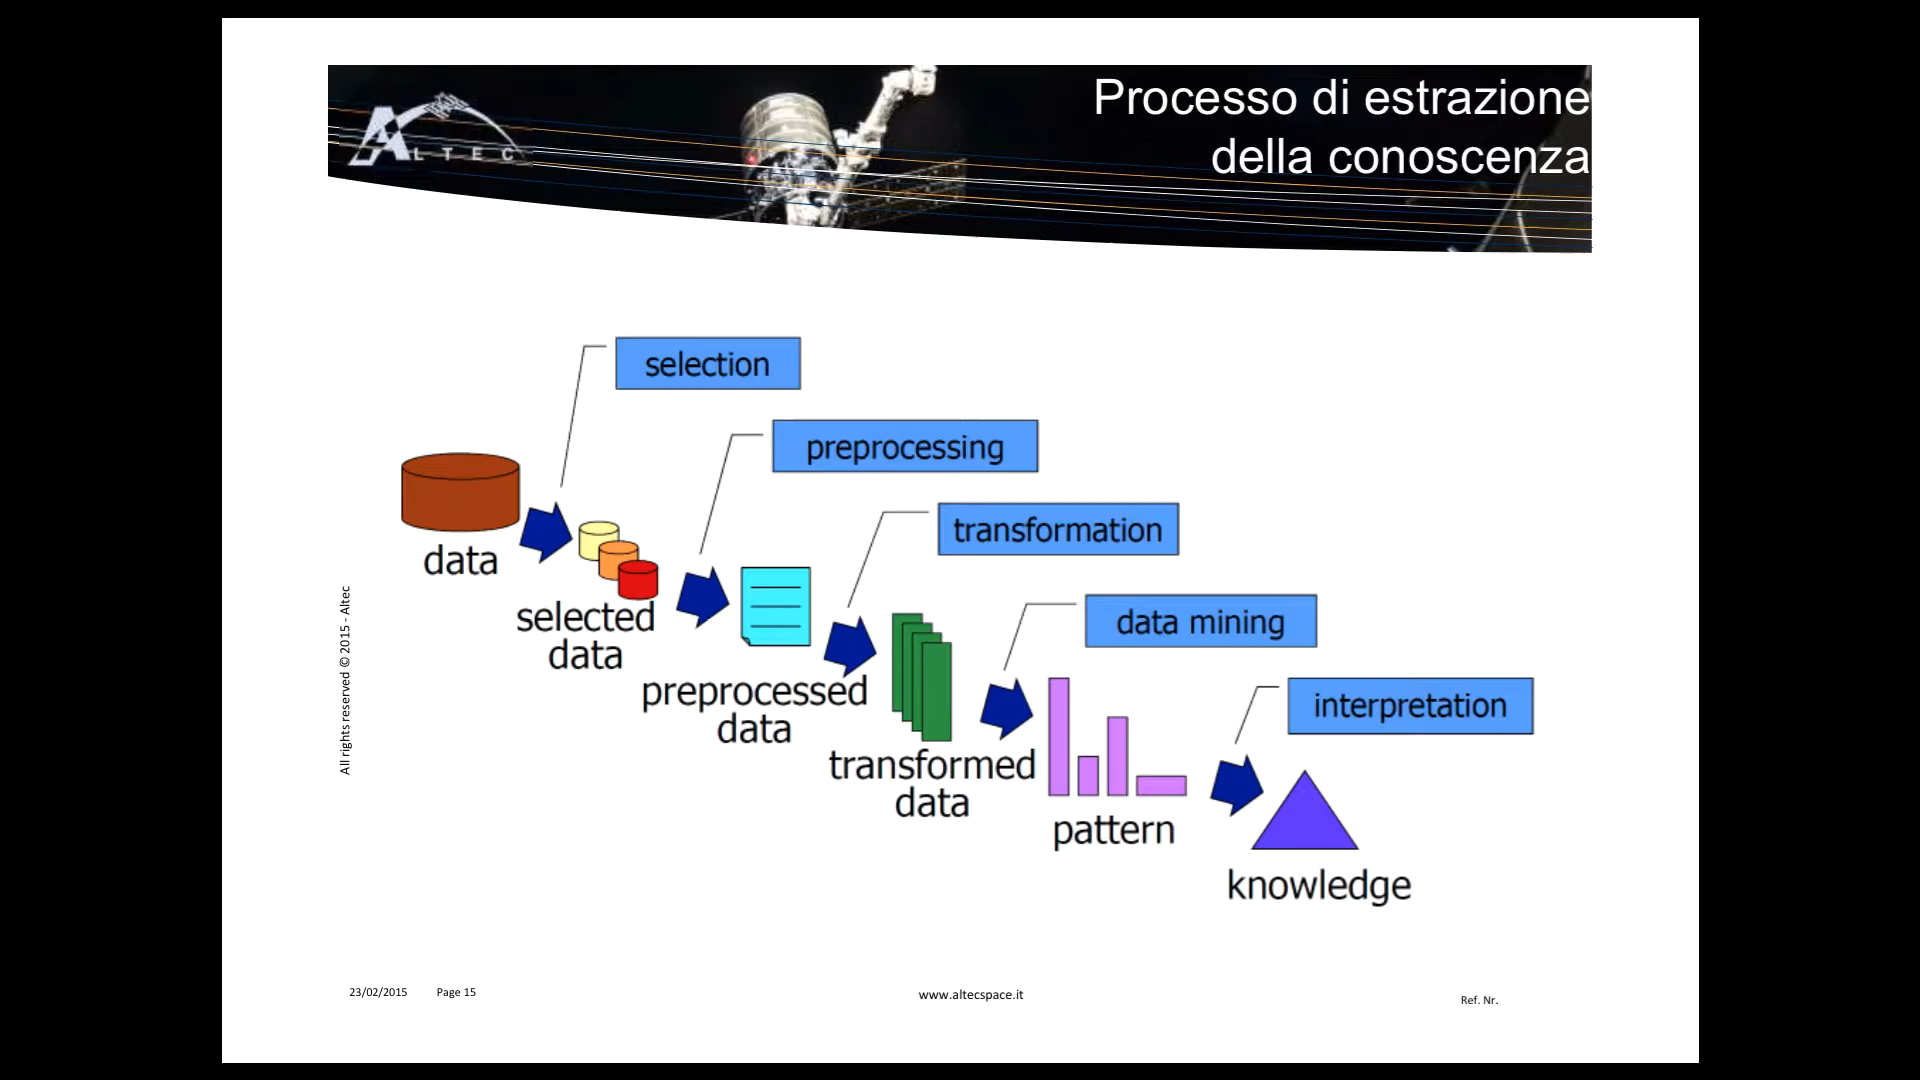 ALTEC
Processo di estrazione
della conoscenza
selection
preprocessing
transformation
data mining
interpretation
data
selected
data
preprocessed
data
transformed
data
pattern
knowledge
All rights reserved © 2015 - Altec
23/02/2015 Page 15
www.altecspace.it
Ref. Nr.